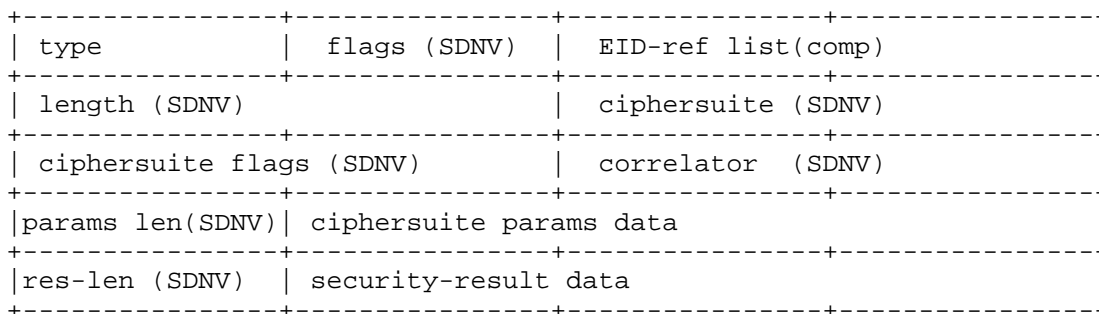 +----------------+----------------+----------------+----------------
| type           |  flags (SDNV)  |  EID-ref list(comp)
+----------------+----------------+----------------+----------------
| length (SDNV)                   |  ciphersuite (SDNV)
+----------------+----------------+----------------+----------------
| ciphersuite flags (SDNV)        |  correlator  (SDNV)
+----------------+----------------+----------------+----------------
|params len(SDNV)| ciphersuite params data
+----------------+----------------+----------------+----------------
|res-len (SDNV)  | security-result data
+----------------+----------------+----------------+----------------